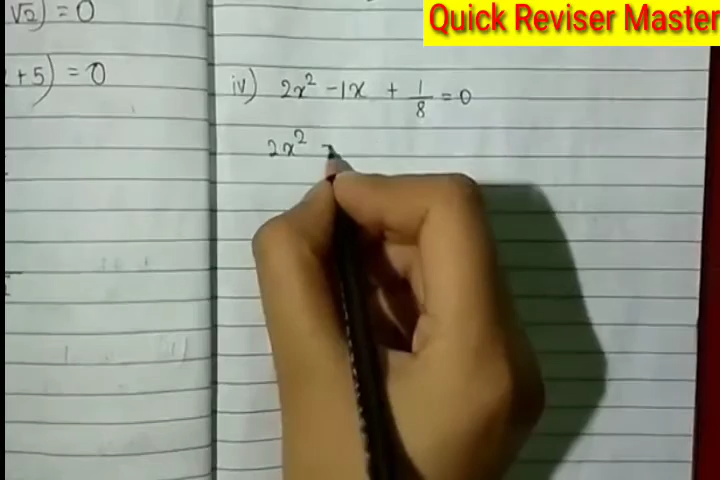 Quick Reviser Master
√2) = 0
+ 5) = 0
iv) 2x² - 1x + 1/8 = 0
2x²